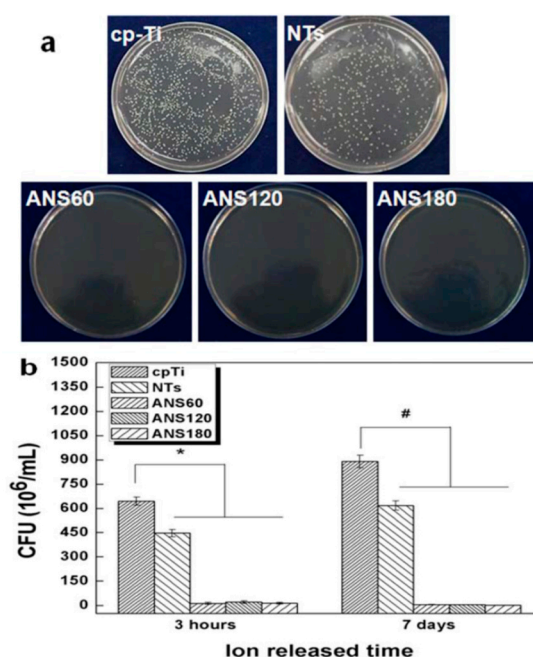 a
cp-Ti
NTs
ANS60
ANS120
ANS180
b
1500
1350
1200
1050
900
750
600
450
300
150
0
CFU (10⁶/mL)
cpTi
NTs
ANS60
ANS120
ANS180
*
#
3 hours
7 days
Ion released time